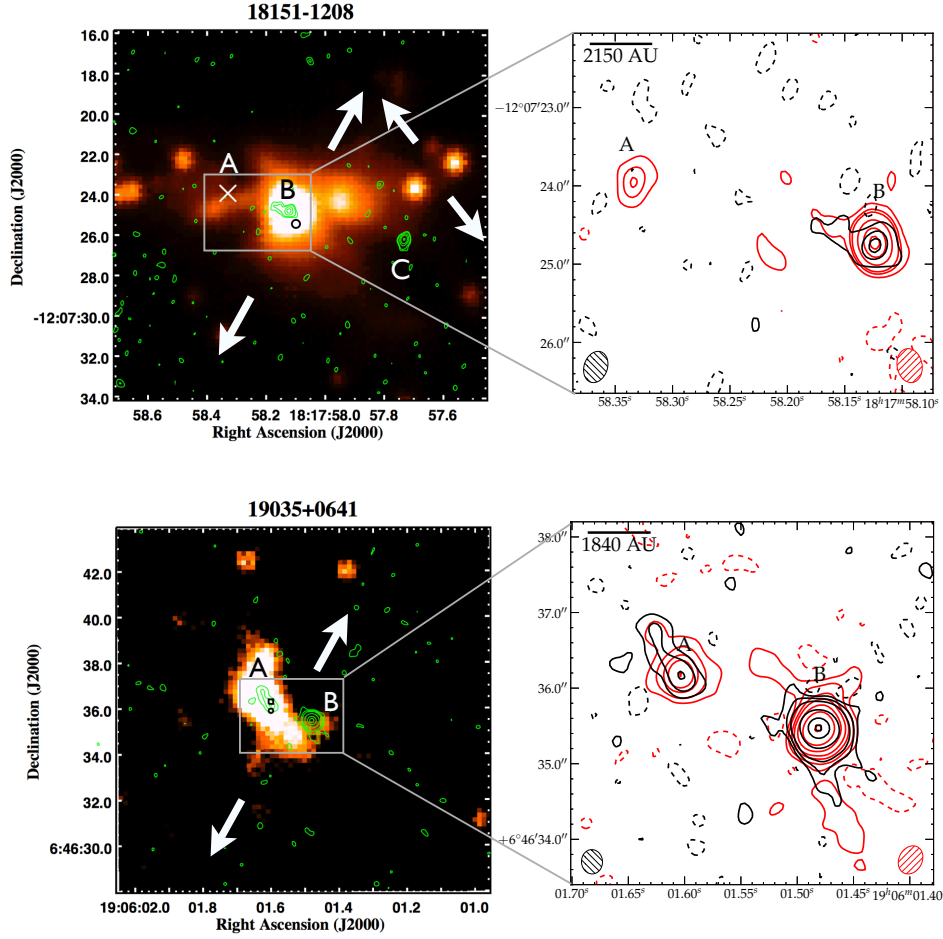 18151-1208
Declination (J2000)
16.0
18.0
20.0
22.0
24.0
26.0
28.0
-12:07:30.0
32.0
34.0
A
B
C
58.6 58.4 58.2 18:17:58.0 57.8 57.6
Right Ascension (J2000)
2150 AU
−12°07′23.0″
24.0″
25.0″
26.0″
A
B
58.35ˢ 58.30ˢ 58.25ˢ 58.20ˢ 58.15ˢ 18ʰ17ᵐ58.10ˢ
19035+0641
Declination (J2000)
42.0
40.0
38.0
36.0
34.0
32.0
6:46:30.0
A
B
19:06:02.0 01.8 01.6 01.4 01.2 01.0
Right Ascension (J2000)
1840 AU
38.0″
37.0″
36.0″
35.0″
+6°46′34.0″
A
B
01.70ˢ 01.65ˢ 01.60ˢ 01.55ˢ 01.50ˢ 01.45ˢ 19ʰ06ᵐ01.40ˢ